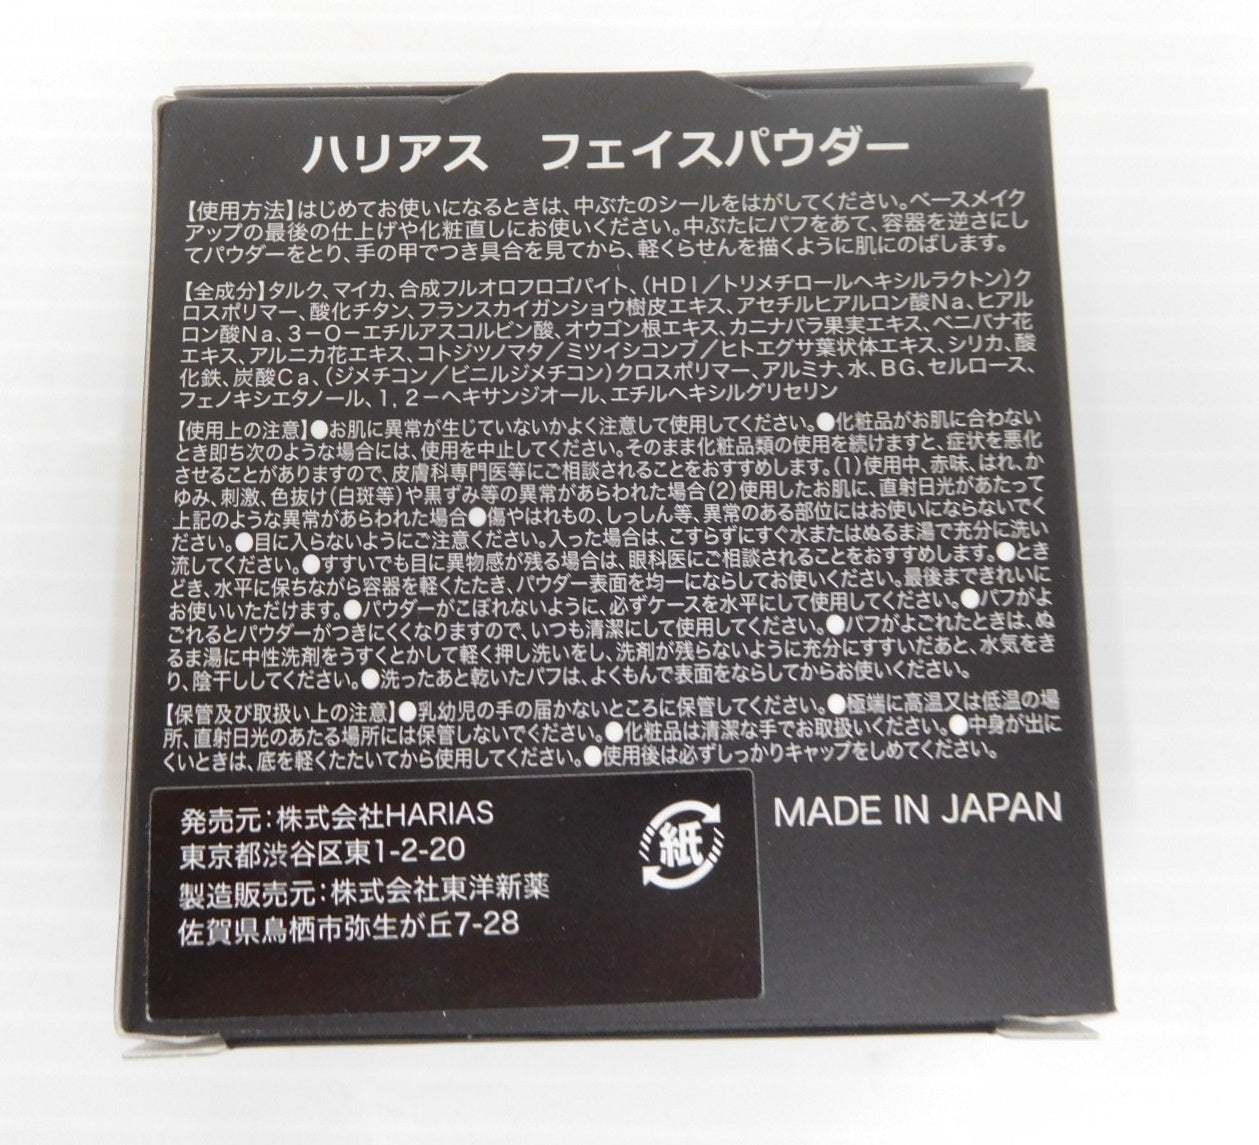 ハリアス　フェイスパウダー
【使用方法】はじめてお使いになるときは、中ぶたのシールをはがしてください。ベースメイク
アップの最後の仕上げや化粧直しにお使いください。中ぶたにパフをあて、容器を逆さにし
てパウダーをとり、手の甲でつき具合を見てから、軽くらせんを描くように肌にのばします。
【全成分】タルク、マイカ、合成フルオロフロゴパイト、（HDI／トリメチロールヘキシルラクトン）ク
ロスポリマー、酸化チタン、フランスカイガンショウ樹皮エキス、アセチルヒアルロン酸Na、ヒアル
ロン酸Na、3－O－エチルアスコルビン酸、オウゴン根エキス、カニナバラ果実エキス、ベニバナ花
エキス、アルニカ花エキス、コトジツノマタ／ミツイシコンブ／ヒトエグサ葉状体エキス、シリカ、酸
化鉄、炭酸Ca、（ジメチコン／ビニルジメチコン）クロスポリマー、アルミナ、水、BG、セルロース、
フェノキシエタノール、1，2－ヘキサンジオール、エチルヘキシルグリセリン
【使用上の注意】●お肌に異常が生じていないかよく注意して使用してください。●化粧品がお肌に合わない
とき即ち次のような場合には、使用を中止してください。そのまま化粧品類の使用を続けますと、症状を悪化
させることがありますので、皮膚科専門医等にご相談されることをおすすめします。（1）使用中、赤味、はれ、か
ゆみ、刺激、色抜け（白斑等）や黒ずみ等の異常があらわれた場合（2）使用したお肌に、直射日光があたって
上記のような異常があらわれた場合●傷やはれもの、しっしん等、異常のある部位にはお使いにならないでく
ださい。●目に入らないようにご注意ください。入った場合は、こすらずにすぐ水またはぬるま湯で充分に洗い
流してください。●すすいでも目に異物感が残る場合は、眼科医にご相談されることをおすすめします。●とき
どき、水平に保ちながら容器を軽くたたき、パウダー表面を均一にならしてお使いください。最後まできれいに
お使いいただけます。●パウダーがこぼれないように、必ずケースを水平にして使用してください。●パフがよ
ごれるとパウダーがつきにくくなりますので、いつも清潔にして使用してください。●パフがよごれたときは、ぬ
るま湯に中性洗剤をうすくとかして軽く押し洗いをし、洗剤が残らないように充分にすすいだあと、水気をき
り、陰干ししてください。●洗ったあと乾いたパフは、よくもんで表面をならしてからお使いください。
【保管及び取扱い上の注意】●乳幼児の手の届かないところに保管してください。●極端に高温又は低温の場
所、直射日光のあたる場所には保管しないでください。●化粧品は清潔な手でお取扱いください。●中身が出に
くいときは、底を軽くたたいてから使用してください。●使用後は必ずしっかりキャップをしめてください。
発売元：株式会社HARIAS
東京都渋谷区東1-2-20
製造販売元：株式会社東洋新薬
佐賀県鳥栖市弥生が丘7-28
紙
MADE IN JAPAN